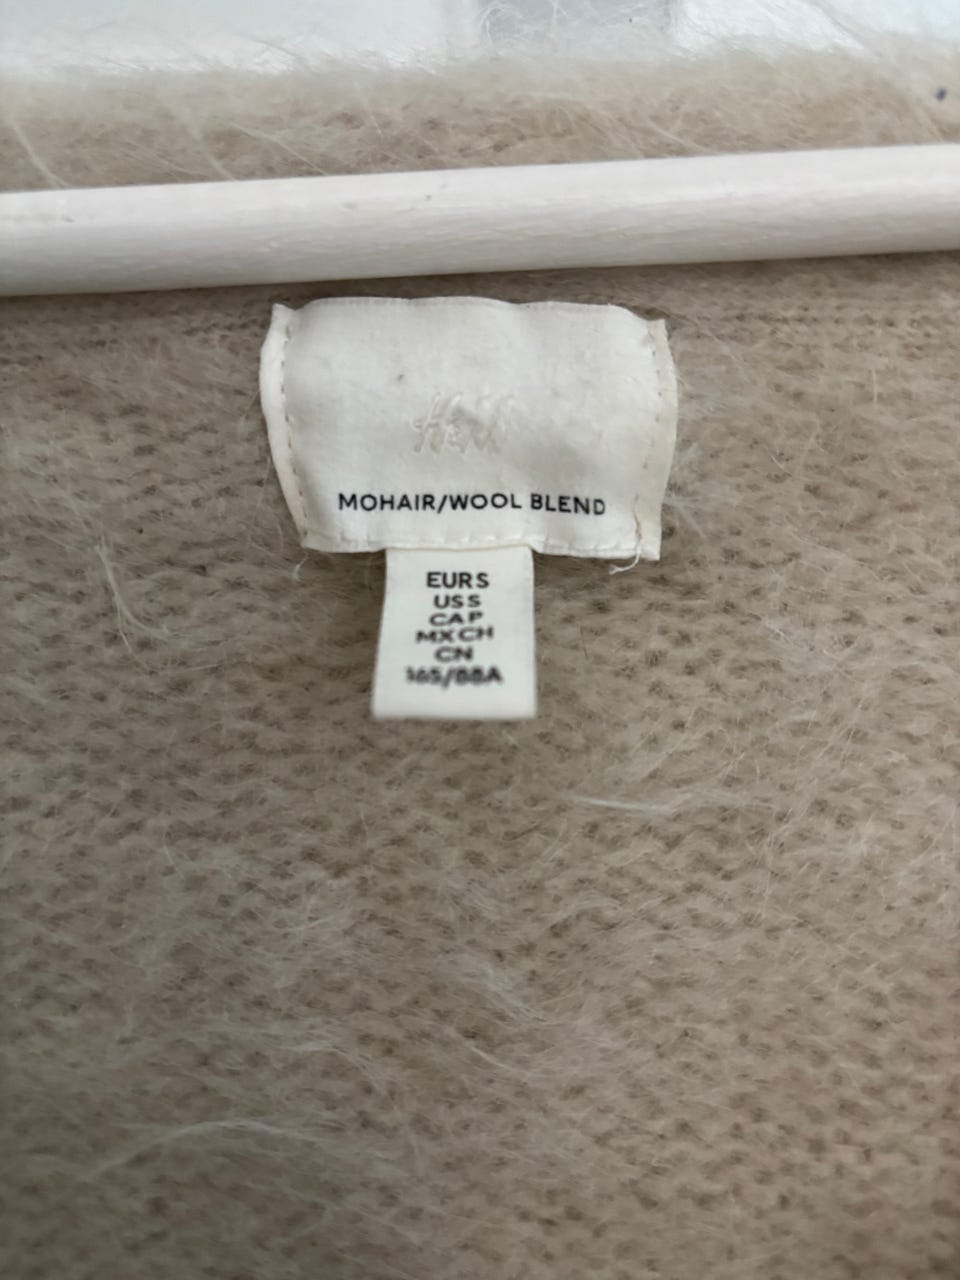 H&M
MOHAIR/WOOL BLEND
EUR S
US S
CA P
MX CH
CN
165/88A